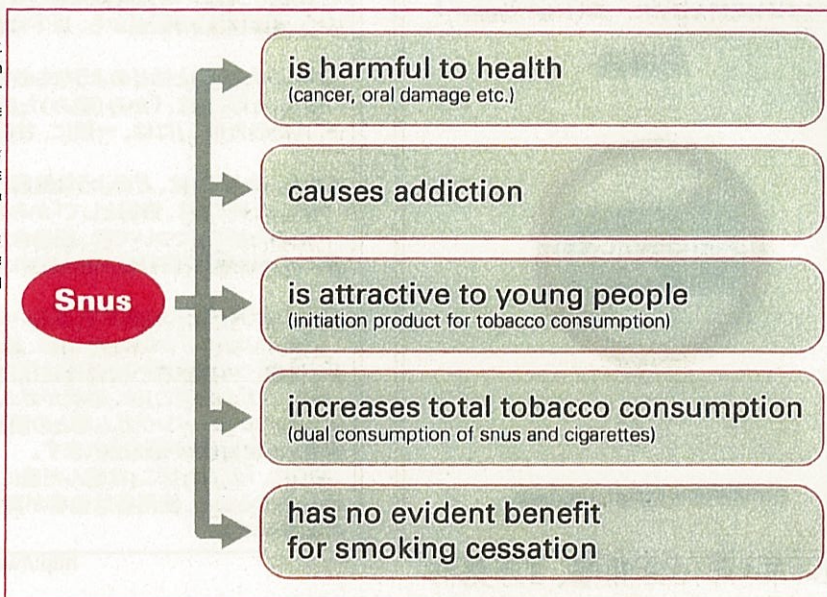 Snus
is harmful to health
(cancer, oral damage etc.)
causes addiction
is attractive to young people
(initiation product for tobacco consumption)
increases total tobacco consumption
(dual consumption of snus and cigarettes)
has no evident benefit
for smoking cessation